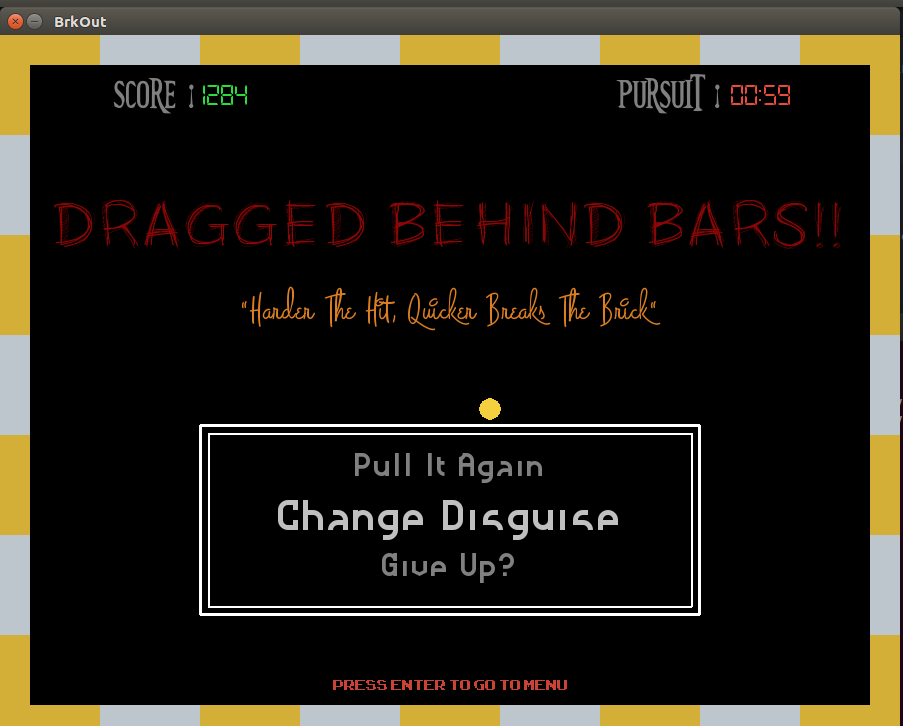 BrkOut
SCORE : 1284 PURSUIT : 00:59
DRAGGED BEHIND BARS!!
"Harder The Hit, Quicker Breaks The Brick"
Pull It Again
Change Disguise
Give Up?
PRESS ENTER TO GO TO MENU